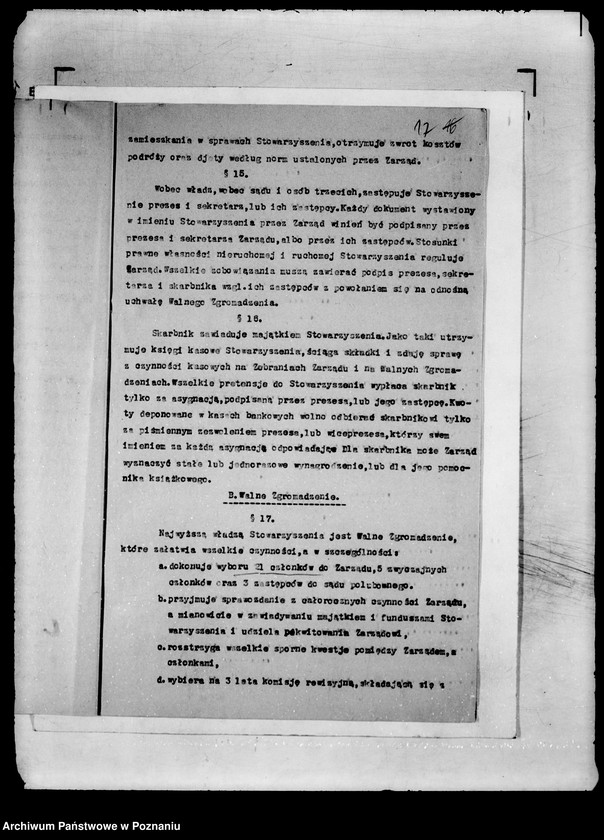 17
zamieszkania w sprawach Stowarzyszenia,otrzymuje zwrot kosztów
podróży oraz djety według norm ustalonych przez Zarząd.
§ 15.
Wobec władz,wobec sądu i osób trzecich,zastępuje Stowarzysze-
nie prezes i sekretarz,lub ich zastępcy.Każdy dokument wystawiony
w imieniu Stowarzyszenia przez Zarząd winień być podpisany przez
prezesa i sekretarza Zarządu,albo przez ich zastępców.Stosunki
prawne własności nieruchomej i ruchomej Stowarzyszenia reguluje
Zarząd.Wszelkie zobowiązania muszą zawierać podpis prezesa,sekre-
tarza i skarbnika wzgl.ich zastępców z powołaniem się na odnośną
uchwałę Walnego Zgromadzenia.
§ 16.
Skarbnik zawiaduje majątkiem Stowarzyszenia.Jako taki utrzy-
muje księgi kasowe Stowarzyszenia,ściąga składki i zdaje sprawę
z czynności kasowych na Zebraniach Zarządu i na Walnych Zgroma-
dzeniach.Wszelkie pretensje do Stowarzyszenia wypłaca skarbnik
tylko za asygnacją,podpisaną przez prezesa,lub jego zastępcę.Kwo-
ty deponowane w kasach bankowych wolno odbierać skarbnikowi tylko
za piśmiennym zezwoleniem prezesa,lub wiceprezesa,którzy swem
imieniem za każdą asygnację odpowiadają. Dla skarbnika może Zarząd
wyznaczyć stałe lub jednorazowe wynagrodzenie,lub dla jego pomoc-
nika książkowego.
B.Walne Zgromadzenie.
§ 17.
Najwyższą władzą Stowarzyszenia jest Walne Zgromadzenie,
które załatwia wszelkie czynności,a w szczególności:
a.dokonuje wyboru 21 członków do Zarządu,5 zwyczajnych
członków oraz 3 zastępców do sądu polubownego.
b.przyjmuje sprawozdanie z całorocznych czynności Zarządu,
a mianowicie w zawiadywaniu majątkiem i funduszami Sto-
warzyszenia i udziela pokwitowania Zarządowi,
c.rozstrzyga wszelkie sporne kwestje pomiędzy Zarządem,a
członkami,
d.wybiera na 3 lata komisję rewizyjną,składającą się z
Archiwum Państwowe w Poznaniu